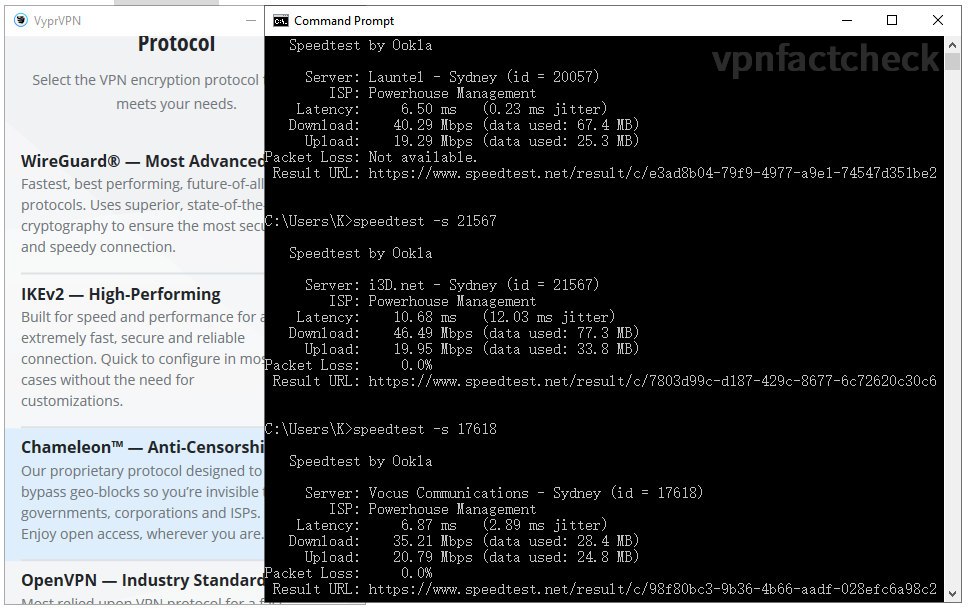 VyprVPN
Protocol
Select the VPN encryption protocol
meets your needs.
WireGuard® — Most Advanced
Fastest, best performing, future-of-all
protocols. Uses superior, state-of-the-
cryptography to ensure the most
and speedy connection.
IKEv2 — High-Performing
Built for speed and performance for a
extremely fast, secure and reliable
connection. Quick to configure in
cases without the need for
customizations.
Chameleon™ — Anti-Censorshi
Our proprietary protocol designed to
bypass geo-blocks so you’re invisible
governments, corporations and ISPs.
Enjoy open access, wherever you are.
OpenVPN — Industry Standard
Most relied upon VPN protocol for a
Command Prompt
vpnfactcheck
Speedtest by Ookla
Server: Launtel - Sydney (id = 20057)
ISP: Powerhouse Management
Latency: 6.50 ms (0.23 ms jitter)
Download: 40.29 Mbps (data used: 67.4 MB)
Upload: 19.29 Mbps (data used: 25.3 MB)
Packet Loss: Not available.
Result URL: https://www.speedtest.net/result/c/e3ad8b04-79f9-4977-a9e1-74547d351be2
C:\Users\K>speedtest -s 21567
Speedtest by Ookla
Server: i3D.net - Sydney (id = 21567)
ISP: Powerhouse Management
Latency: 10.68 ms (12.03 ms jitter)
Download: 46.49 Mbps (data used: 77.3 MB)
Upload: 19.95 Mbps (data used: 33.8 MB)
Packet Loss: 0.0%
Result URL: https://www.speedtest.net/result/c/7803d99c-d187-429c-8677-6c72620c30c6
C:\Users\K>speedtest -s 17618
Speedtest by Ookla
Server: Vocus Communications - Sydney (id = 17618)
ISP: Powerhouse Management
Latency: 6.87 ms (2.89 ms jitter)
Download: 35.21 Mbps (data used: 28.4 MB)
Upload: 20.79 Mbps (data used: 24.8 MB)
Packet Loss: 0.0%
Result URL: https://www.speedtest.net/result/c/98f80bc3-9b36-4b66-aadf-028efc6a98c2